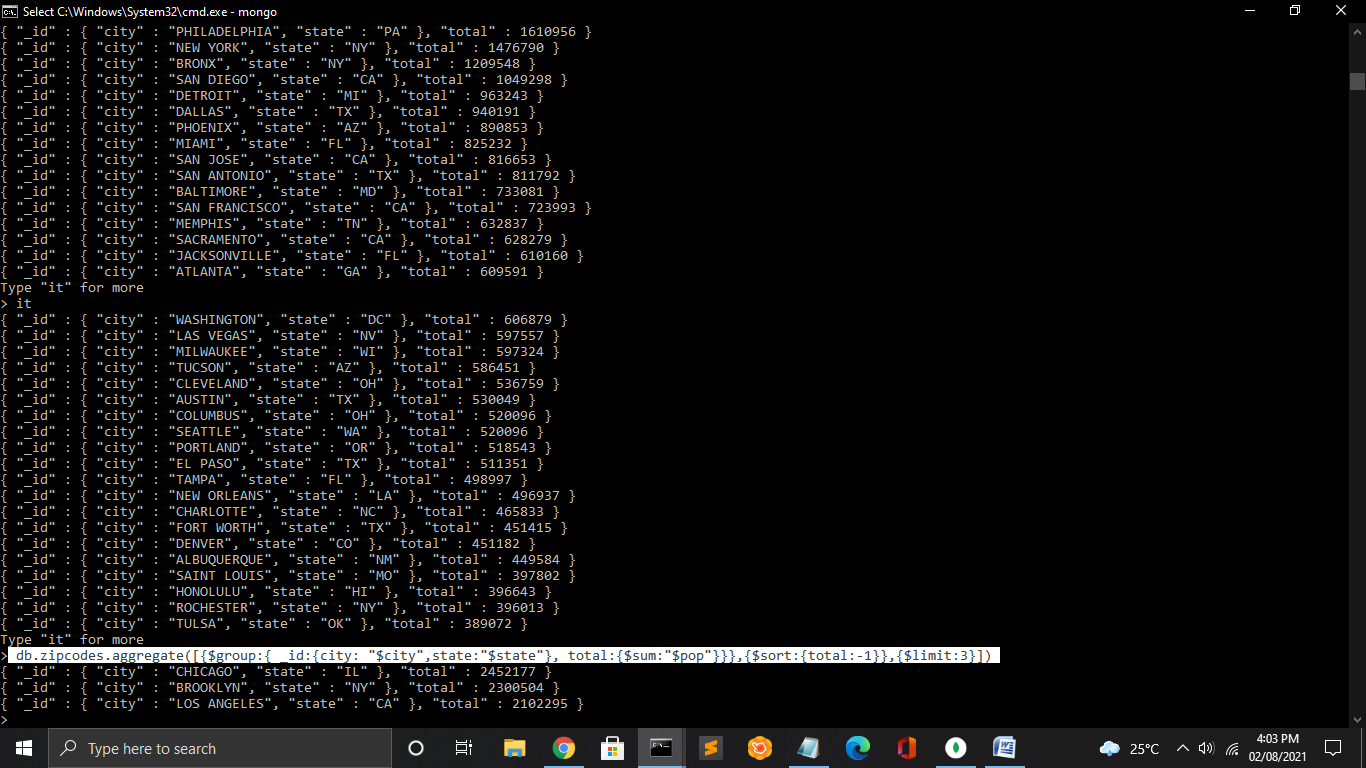 Select C:\Windows\System32\cmd.exe - mongo
{ "_id" : { "city" : "PHILADELPHIA", "state" : "PA" }, "total" : 1610956 }
{ "_id" : { "city" : "NEW YORK", "state" : "NY" }, "total" : 1476790 }
{ "_id" : { "city" : "BRONX", "state" : "NY" }, "total" : 1209548 }
{ "_id" : { "city" : "SAN DIEGO", "state" : "CA" }, "total" : 1049298 }
{ "_id" : { "city" : "DETROIT", "state" : "MI" }, "total" : 963243 }
{ "_id" : { "city" : "DALLAS", "state" : "TX" }, "total" : 940191 }
{ "_id" : { "city" : "PHOENIX", "state" : "AZ" }, "total" : 890853 }
{ "_id" : { "city" : "MIAMI", "state" : "FL" }, "total" : 825232 }
{ "_id" : { "city" : "SAN JOSE", "state" : "CA" }, "total" : 816653 }
{ "_id" : { "city" : "SAN ANTONIO", "state" : "TX" }, "total" : 811792 }
{ "_id" : { "city" : "BALTIMORE", "state" : "MD" }, "total" : 733081 }
{ "_id" : { "city" : "SAN FRANCISCO", "state" : "CA" }, "total" : 723993 }
{ "_id" : { "city" : "MEMPHIS", "state" : "TN" }, "total" : 632837 }
{ "_id" : { "city" : "SACRAMENTO", "state" : "CA" }, "total" : 628279 }
{ "_id" : { "city" : "JACKSONVILLE", "state" : "FL" }, "total" : 610160 }
{ "_id" : { "city" : "ATLANTA", "state" : "GA" }, "total" : 609591 }
Type "it" for more
> it
{ "_id" : { "city" : "WASHINGTON", "state" : "DC" }, "total" : 606879 }
{ "_id" : { "city" : "LAS VEGAS", "state" : "NV" }, "total" : 597557 }
{ "_id" : { "city" : "MILWAUKEE", "state" : "WI" }, "total" : 597324 }
{ "_id" : { "city" : "TUCSON", "state" : "AZ" }, "total" : 586451 }
{ "_id" : { "city" : "CLEVELAND", "state" : "OH" }, "total" : 536759 }
{ "_id" : { "city" : "AUSTIN", "state" : "TX" }, "total" : 530049 }
{ "_id" : { "city" : "COLUMBUS", "state" : "OH" }, "total" : 520096 }
{ "_id" : { "city" : "SEATTLE", "state" : "WA" }, "total" : 520096 }
{ "_id" : { "city" : "PORTLAND", "state" : "OR" }, "total" : 518543 }
{ "_id" : { "city" : "EL PASO", "state" : "TX" }, "total" : 511351 }
{ "_id" : { "city" : "TAMPA", "state" : "FL" }, "total" : 498997 }
{ "_id" : { "city" : "NEW ORLEANS", "state" : "LA" }, "total" : 496937 }
{ "_id" : { "city" : "CHARLOTTE", "state" : "NC" }, "total" : 465833 }
{ "_id" : { "city" : "FORT WORTH", "state" : "TX" }, "total" : 451415 }
{ "_id" : { "city" : "DENVER", "state" : "CO" }, "total" : 451182 }
{ "_id" : { "city" : "ALBUQUERQUE", "state" : "NM" }, "total" : 449584 }
{ "_id" : { "city" : "SAINT LOUIS", "state" : "MO" }, "total" : 397802 }
{ "_id" : { "city" : "HONOLULU", "state" : "HI" }, "total" : 396643 }
{ "_id" : { "city" : "ROCHESTER", "state" : "NY" }, "total" : 396013 }
{ "_id" : { "city" : "TULSA", "state" : "OK" }, "total" : 389072 }
Type "it" for more
> db.zipcodes.aggregate([{$group:{ _id:{city: "$city",state:"$state"}, total:{$sum:"$pop"}}},{$sort:{total:-1}},{$limit:3}])
{ "_id" : { "city" : "CHICAGO", "state" : "IL" }, "total" : 2452177 }
{ "_id" : { "city" : "BROOKLYN", "state" : "NY" }, "total" : 2300504 }
{ "_id" : { "city" : "LOS ANGELES", "state" : "CA" }, "total" : 2102295 }
>
Type here to search
25°C
4:03 PM
02/08/2021